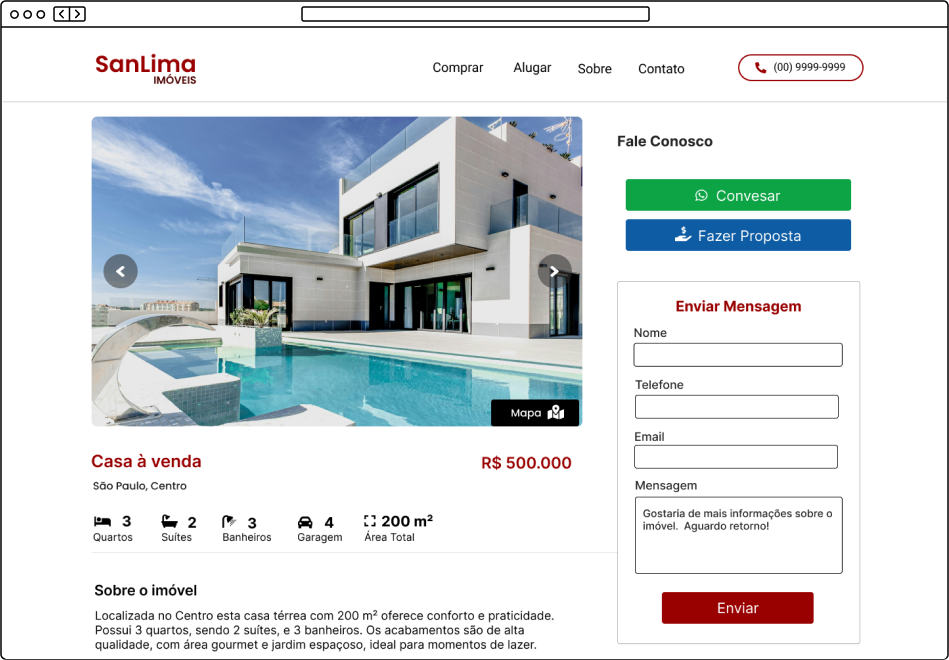 SanLima
IMÓVEIS
Comprar Alugar Sobre Contato (00) 9999-9999
Fale Conosco
Convesar
Fazer Proposta
Mapa
Casa à venda R$ 500.000
São Paulo, Centro
3 2 3 4 200 m²
Quartos Suítes Banheiros Garagem Área Total
Sobre o imóvel
Localizada no Centro esta casa térrea com 200 m² oferece conforto e praticidade.
Possui 3 quartos, sendo 2 suítes, e 3 banheiros. Os acabamentos são de alta
qualidade, com área gourmet e jardim espaçoso, ideal para momentos de lazer.
Enviar Mensagem
Nome
Telefone
Email
Mensagem
Gostaria de mais informações sobre o
imóvel. Aguardo retorno!
Enviar